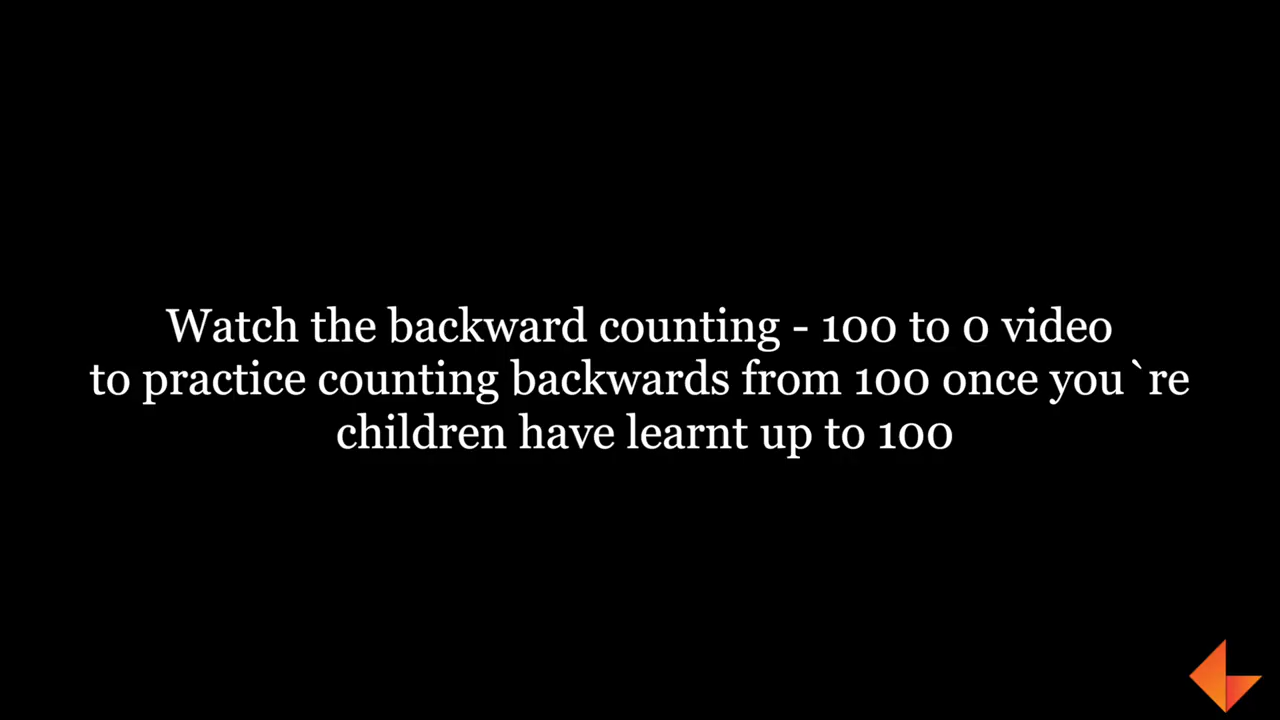 Watch the backward counting - 100 to 0 video
to practice counting backwards from 100 once you`re
children have learnt up to 100